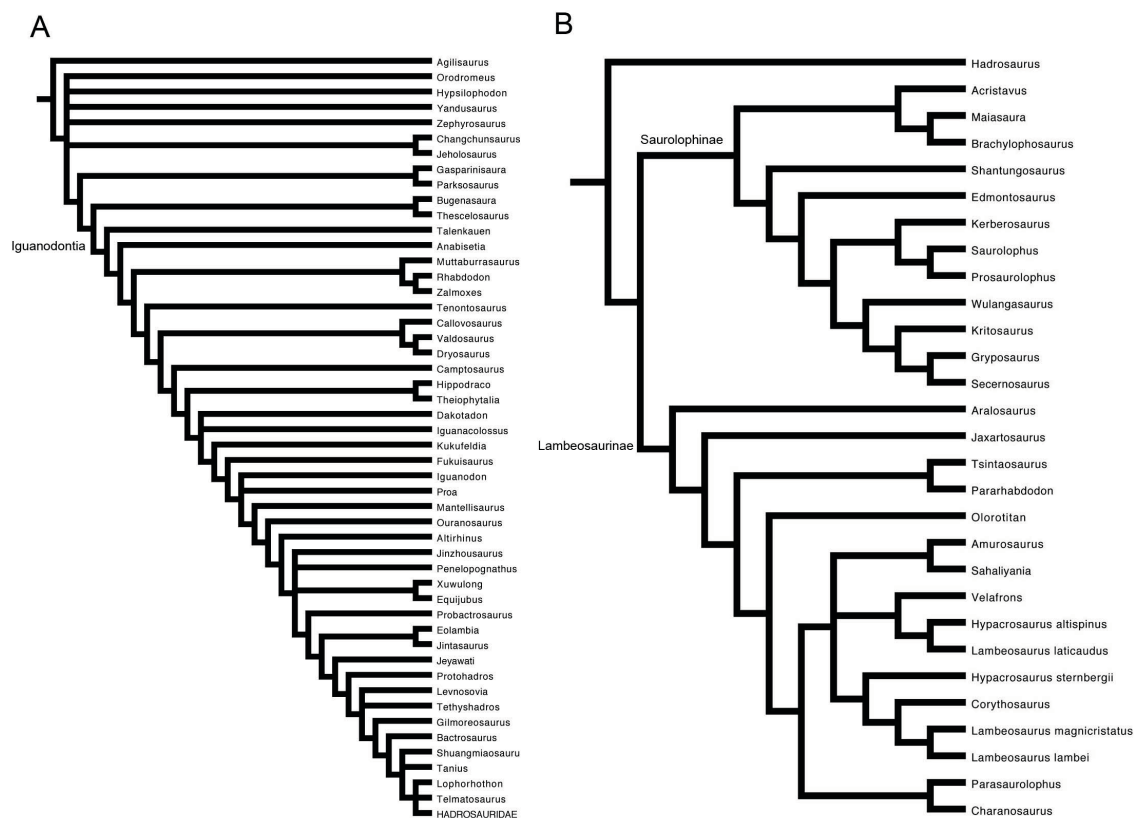 A
Agilisaurus
Orodromeus
Hypsilophodon
Yandusaurus
Zephyrosaurus
Changchunsaurus
Jeholosaurus
Gasparinisaura
Parksosaurus
Bugenasaura
Thescelosaurus
Talenkauen
Iguanodontia
Anabisetia
Muttaburrasaurus
Rhabdodon
Zalmoxes
Tenontosaurus
Callovosaurus
Valdosaurus
Dryosaurus
Camptosaurus
Hippodraco
Theiophytalia
Dakotadon
Iguanacolossus
Kukufeldia
Fukuisaurus
Iguanodon
Proa
Mantellisaurus
Ouranosaurus
Altirhinus
Jinzhousaurus
Penelopognathus
Xuwulong
Equijubus
Probactrosaurus
Eolambia
Jintasaurus
Jeyawati
Protohadros
Levnosovia
Tethyshadros
Gilmoreosaurus
Bactrosaurus
Shuangmiaosauru
Tanius
Lophorhothon
Telmatosaurus
HADROSAURIDAE
B
Hadrosaurus
Acristavus
Maiasaura
Saurolophinae
Brachylophosaurus
Shantungosaurus
Edmontosaurus
Kerberosaurus
Saurolophus
Prosaurolophus
Wulangasaurus
Kritosaurus
Gryposaurus
Secernosaurus
Aralosaurus
Jaxartosaurus
Lambeosaurinae
Tsintaosaurus
Pararhabdodon
Olorotitan
Amurosaurus
Sahaliyania
Velafrons
Hypacrosaurus altispinus
Lambeosaurus laticaudus
Hypacrosaurus sternbergii
Corythosaurus
Lambeosaurus magnicristatus
Lambeosaurus lambei
Parasaurolophus
Charanosaurus